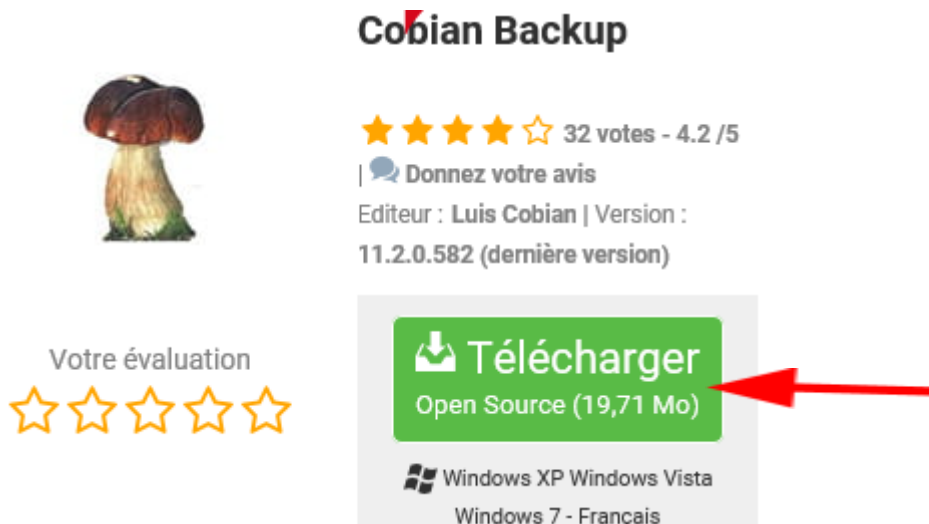 Cobian Backup
32 votes - 4.2 /5
| Donnez votre avis
Editeur : Luis Cobian | Version :
11.2.0.582 (dernière version)
Votre évaluation
Télécharger
Open Source (19,71 Mo)
Windows XP Windows Vista
Windows 7 - Français